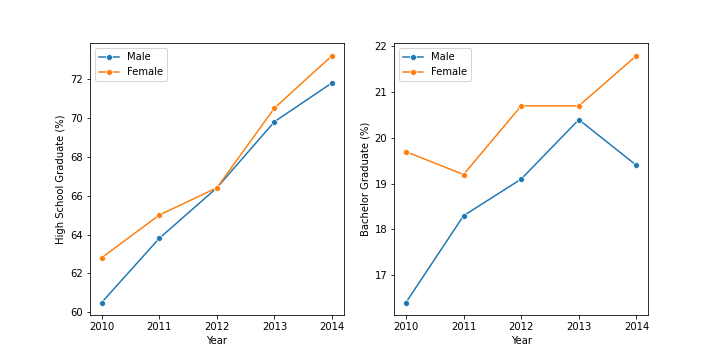 High School Graduate (%)
72
70
68
66
64
62
60
Male
Female
2010 2011 2012 2013 2014
Year
Bachelor Graduate (%)
22
21
20
19
18
17
Male
Female
2010 2011 2012 2013 2014
Year